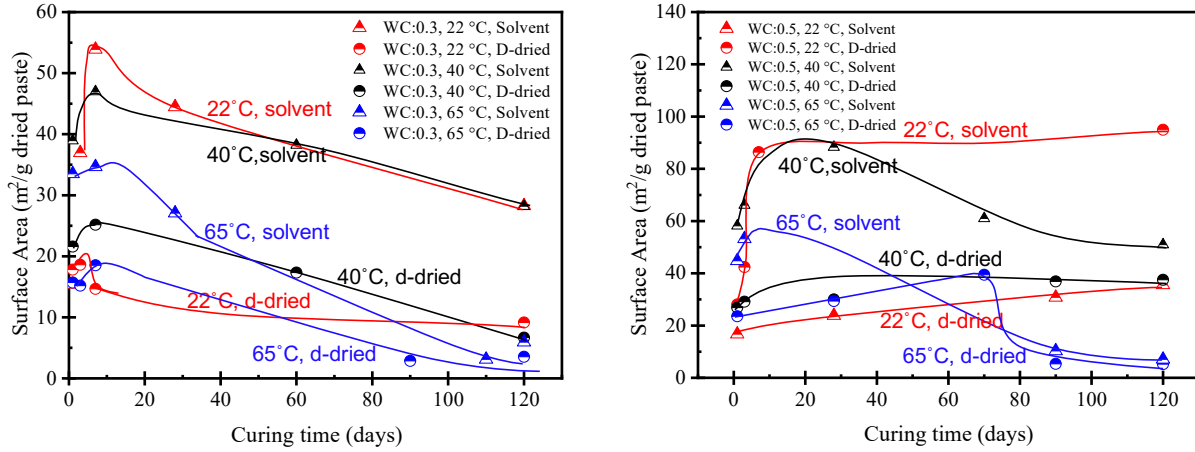 Surface Area (m²/g dried paste)
60
50
40
30
20
10
0
WC:0.3, 22 °C, Solvent
WC:0.3, 22 °C, D-dried
WC:0.3, 40 °C, Solvent
WC:0.3, 40 °C, D-dried
WC:0.3, 65 °C, Solvent
WC:0.3, 65 °C, D-dried
22°C, solvent
40°C,solvent
65°C, solvent
40°C, d-dried
22°C, d-dried
65°C, d-dried
0 20 40 60 80 100 120
Curing time (days)
Surface Area (m²/g dried paste)
140
120
100
80
60
40
20
0
WC:0.5, 22 °C, Solvent
WC:0.5, 22 °C, D-dried
WC:0.5, 40 °C, Solvent
WC:0.5, 40 °C, D-dried
WC:0.5, 65 °C, Solvent
WC:0.5, 65 °C, D-dried
22°C, solvent
40°C,solvent
65°C, solvent
40°C, d-dried
22°C, d-dried
65°C, d-dried
0 20 40 60 80 100 120
Curing time (days)